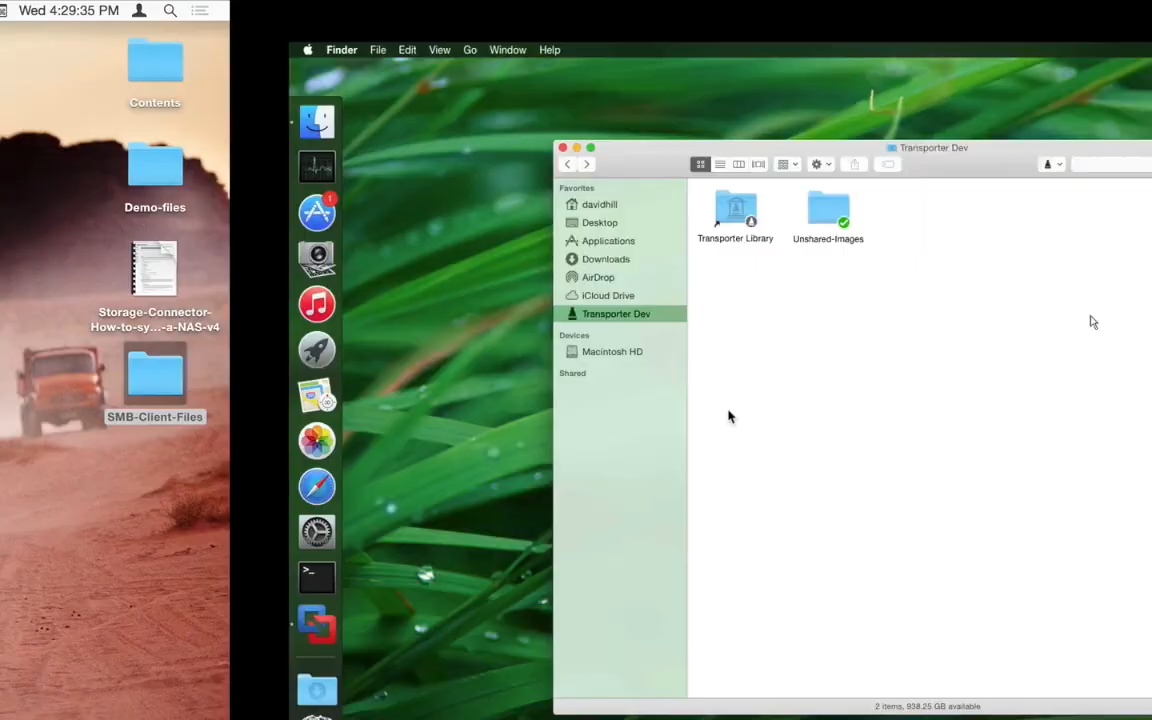 Wed 4:29:35 PM
Contents
Demo-files
Storage-Connector-
How-to-sy...-a-NAS-v4
SMB-Client-Files
Finder File Edit View Go Window Help
1
>_
Transporter Dev
Favorites
davidhill
Desktop
Applications
Downloads
AirDrop
iCloud Drive
Transporter Dev
Devices
Macintosh HD
Shared
Transporter Library
Unshared-Images
2 items, 938.25 GB available